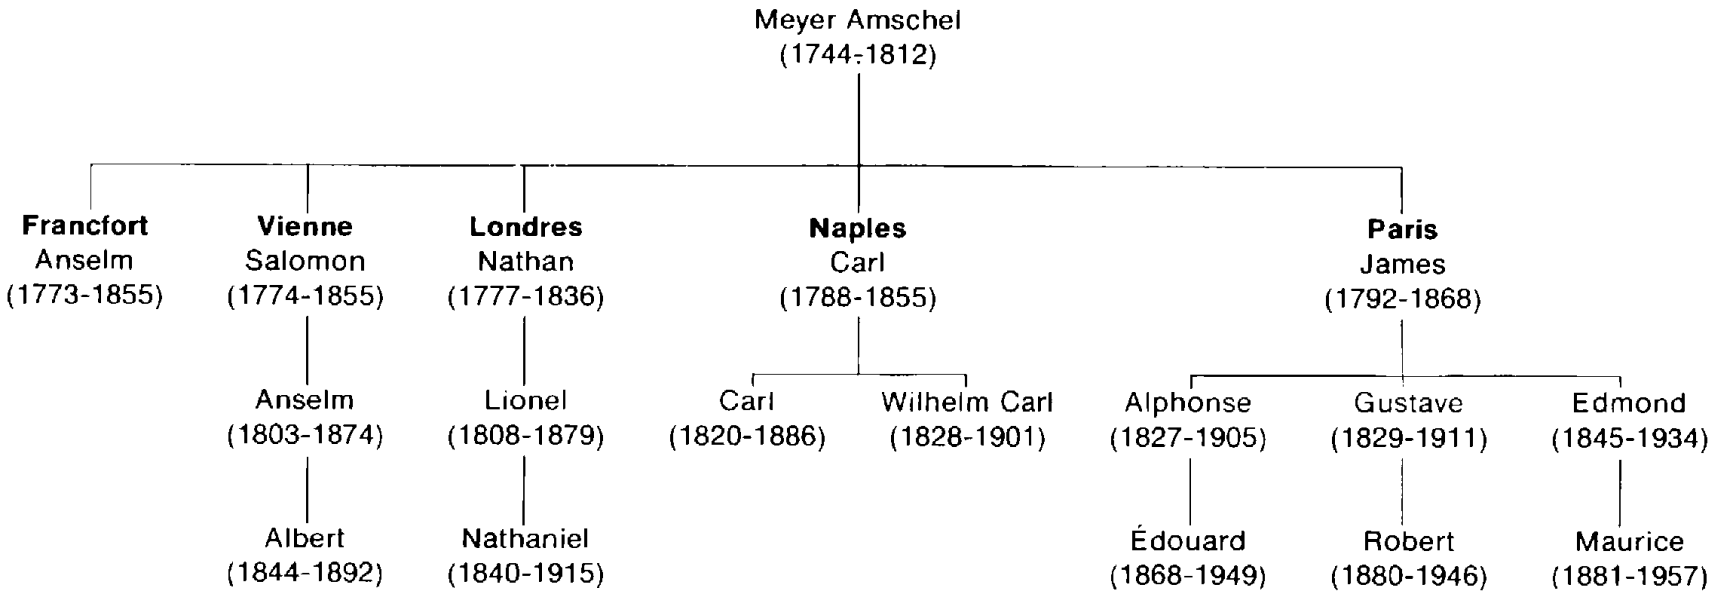 Meyer Amschel
(1744-1812)
Francfort
Anselm
(1773-1855)
Vienne
Salomon
(1774-1855)
Londres
Nathan
(1777-1836)
Naples
Carl
(1788-1855)
Paris
James
(1792-1868)
Anselm
(1803-1874)
Lionel
(1808-1879)
Carl
(1820-1886)
Wilhelm Carl
(1828-1901)
Alphonse
(1827-1905)
Gustave
(1829-1911)
Edmond
(1845-1934)
Albert
(1844-1892)
Nathaniel
(1840-1915)
Édouard
(1868-1949)
Robert
(1880-1946)
Maurice
(1881-1957)